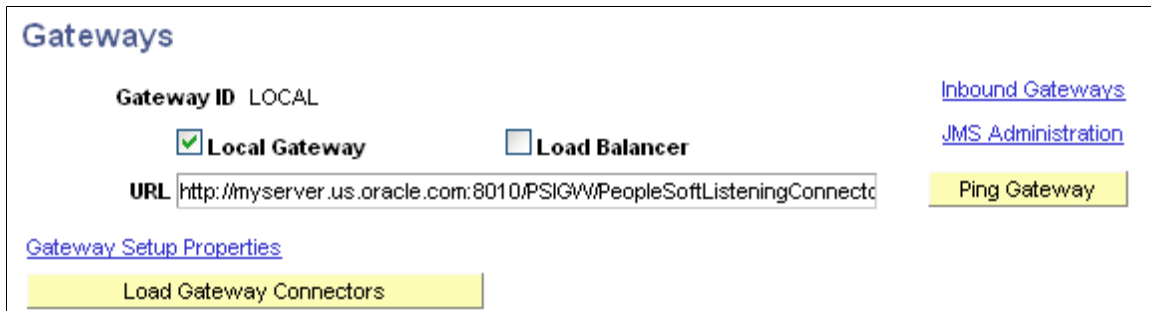 Gateways
Gateway ID LOCAL
Inbound Gateways
Local Gateway Load Balancer
JMS Administration
URL http://myserver.us.oracle.com:8010/PSIGW/PeopleSoftListeningConnecto
Ping Gateway
Gateway Setup Properties
Load Gateway Connectors